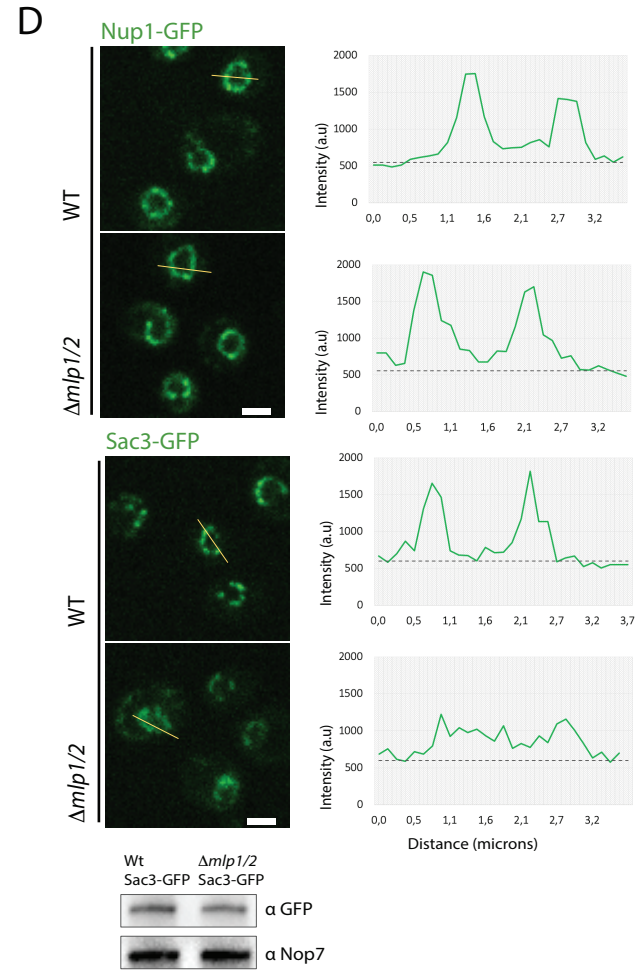 D
Nup1-GFP
WT
Δmlp1/2
Intensity (a.u)
2000
1500
1000
500
0
0,0 0,5 1,1 1,6 2,1 2,7 3,2
Intensity (a.u)
2000
1500
1000
500
0
0,0 0,5 1,1 1,6 2,1 2,7 3,2
Sac3-GFP
WT
Δmlp1/2
Intensity (a.u)
2000
1500
1000
500
0
0,0 0,5 1,1 1,6 2,1 2,7 3,2 3,7
Intensity (a.u)
2000
1500
1000
500
0
0,0 0,5 1,1 1,6 2,1 2,7 3,2
Distance (microns)
Wt Δmlp1/2
Sac3-GFP Sac3-GFP
α GFP
α Nop7